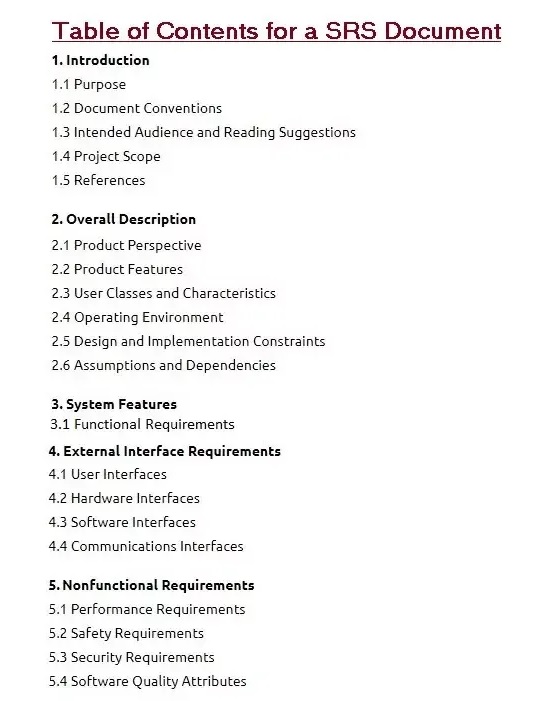 Table of Contents for a SRS Document
1. Introduction
1.1 Purpose
1.2 Document Conventions
1.3 Intended Audience and Reading Suggestions
1.4 Project Scope
1.5 References
2. Overall Description
2.1 Product Perspective
2.2 Product Features
2.3 User Classes and Characteristics
2.4 Operating Environment
2.5 Design and Implementation Constraints
2.6 Assumptions and Dependencies
3. System Features
3.1 Functional Requirements
4. External Interface Requirements
4.1 User Interfaces
4.2 Hardware Interfaces
4.3 Software Interfaces
4.4 Communications Interfaces
5. Nonfunctional Requirements
5.1 Performance Requirements
5.2 Safety Requirements
5.3 Security Requirements
5.4 Software Quality Attributes